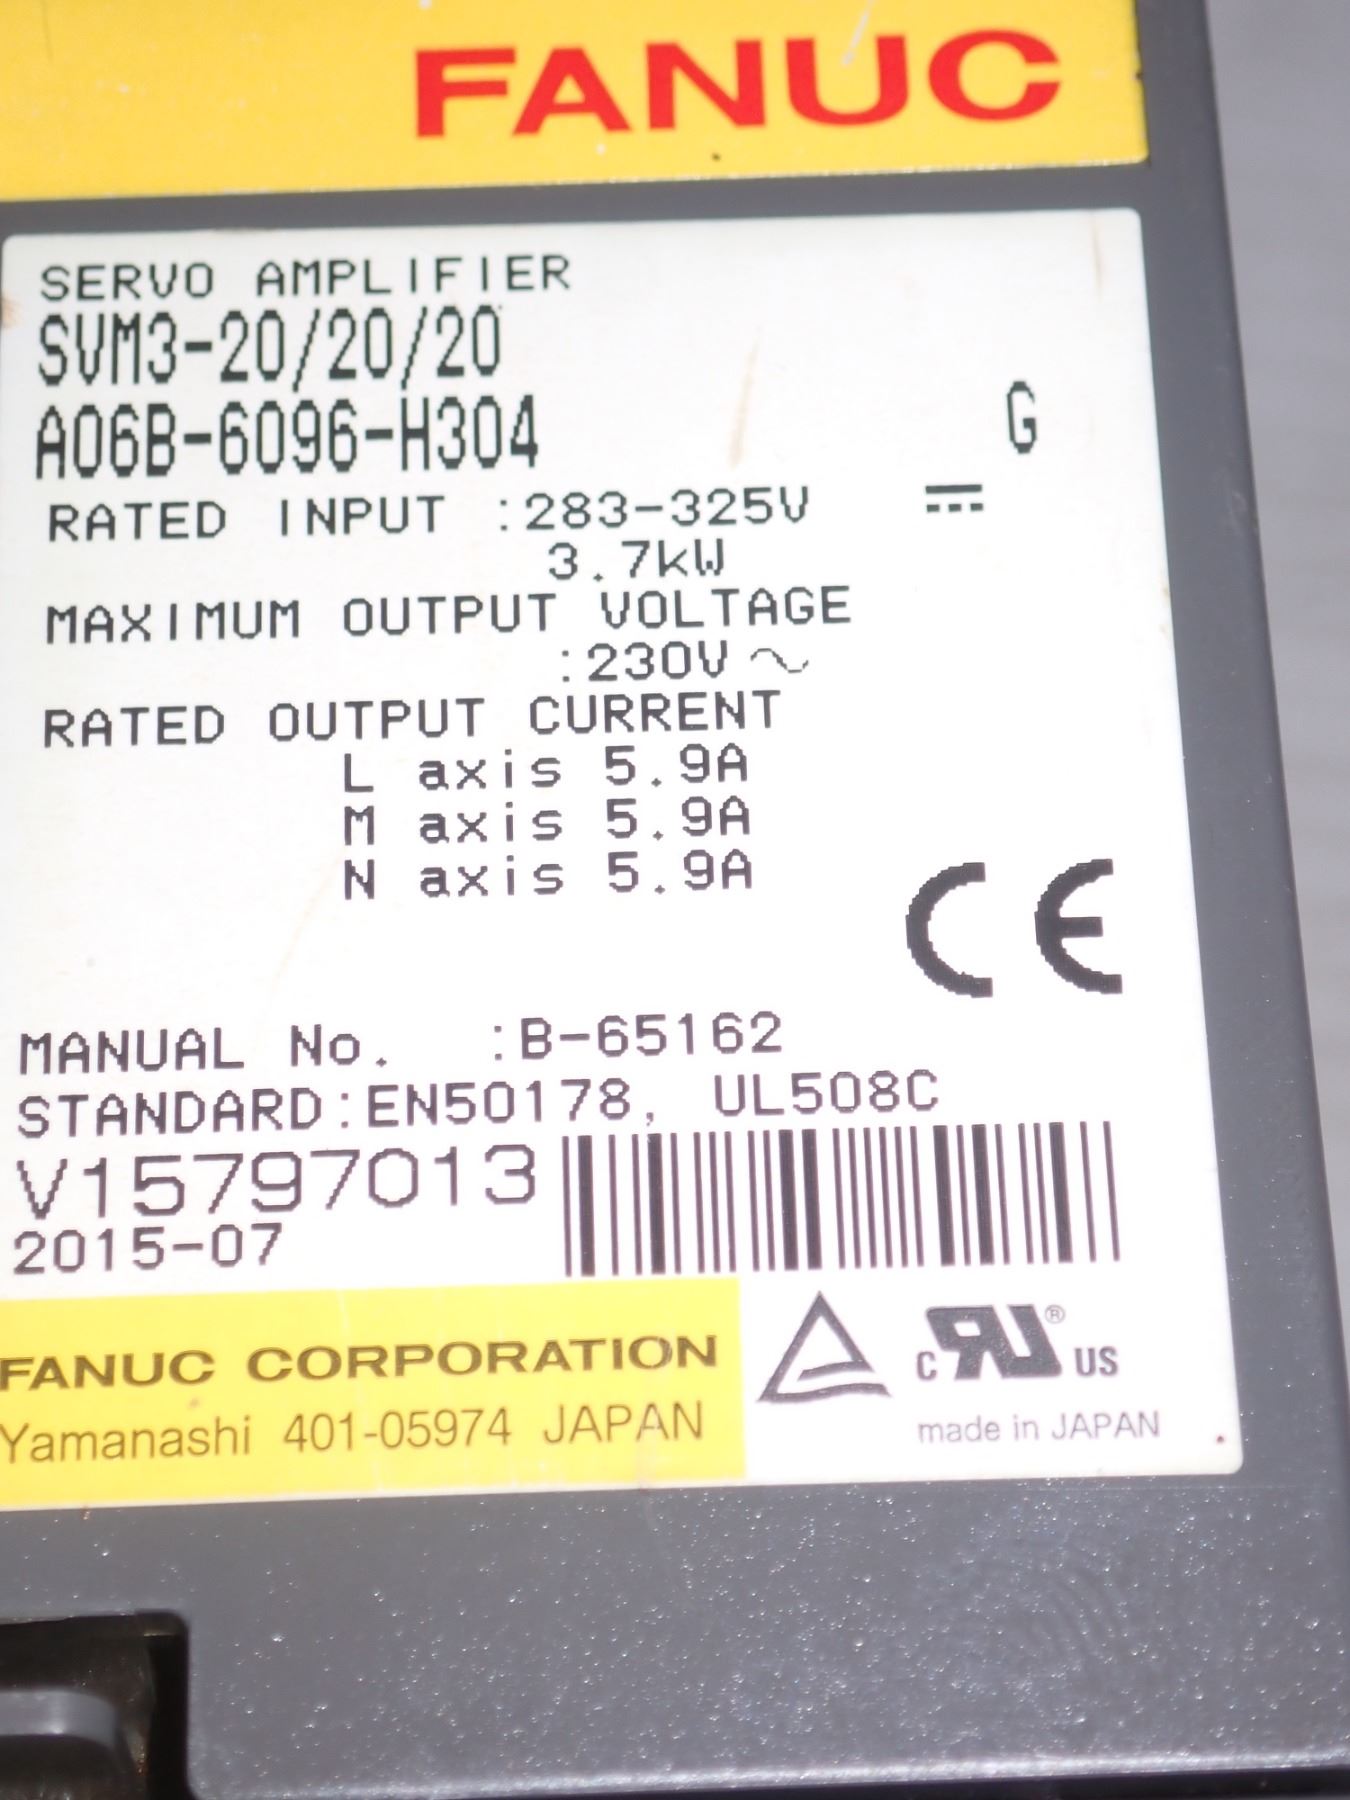 FANUC
SERVO AMPLIFIER
SVM3-20/20/20
A06B-6096-H304 G
RATED INPUT :283-325V
3.7kW
MAXIMUM OUTPUT VOLTAGE
:230V~
RATED OUTPUT CURRENT
L axis 5.9A
M axis 5.9A
N axis 5.9A
CE
MANUAL No. :B-65162
STANDARD:EN50178, UL508C
V15797013
2015-07
FANUC CORPORATION
Yamanashi 401-05974 JAPAN
c RU ® US
made in JAPAN